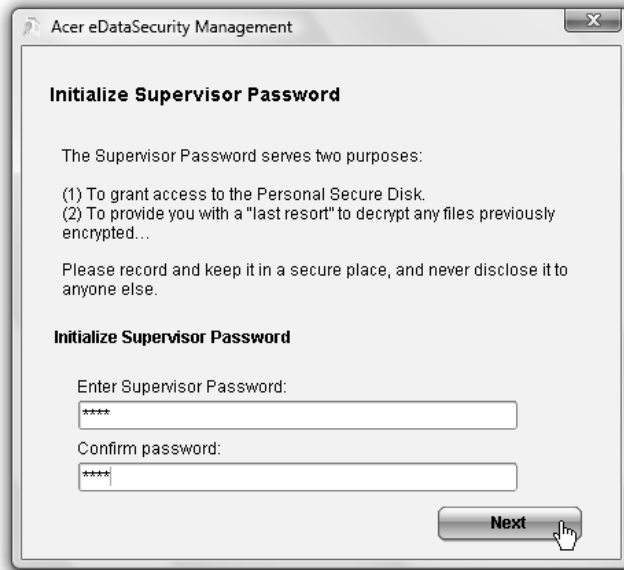 Acer eDataSecurity Management
X
Initialize Supervisor Password
The Supervisor Password serves two purposes:
(1) To grant access to the Personal Secure Disk.
(2) To provide you with a "last resort" to decrypt any files previously
encrypted...
Please record and keep it in a secure place, and never disclose it to
anyone else.
Initialize Supervisor Password
Enter Supervisor Password:
****
Confirm password:
****
Next